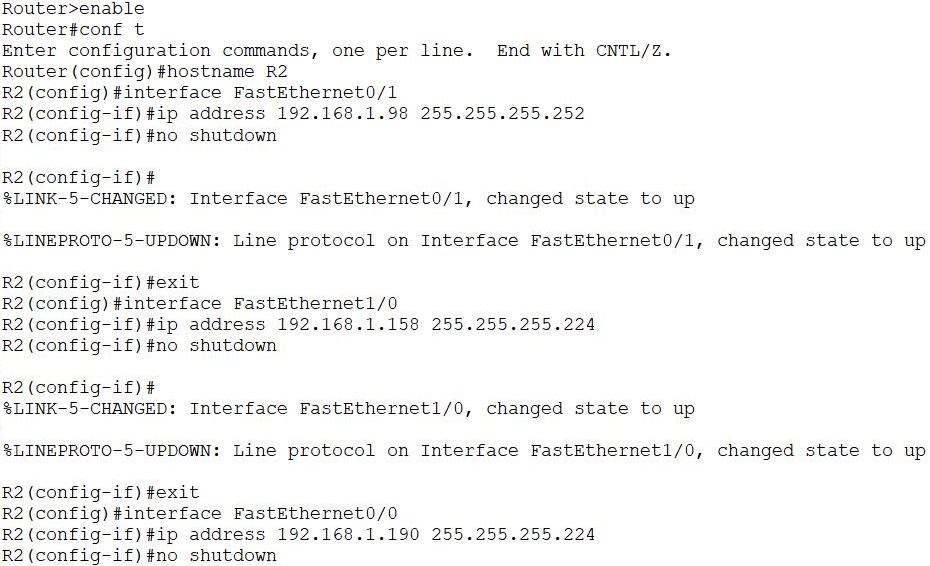 Router>enable
Router#conf t
Enter configuration commands, one per line.  End with CNTL/Z.
Router(config)#hostname R2
R2(config)#interface FastEthernet0/1
R2(config-if)#ip address 192.168.1.98 255.255.255.252
R2(config-if)#no shutdown
R2(config-if)#
%LINK-5-CHANGED: Interface FastEthernet0/1, changed state to up
%LINEPROTO-5-UPDOWN: Line protocol on Interface FastEthernet0/1, changed state to up
R2(config-if)#exit
R2(config)#interface FastEthernet1/0
R2(config-if)#ip address 192.168.1.158 255.255.255.224
R2(config-if)#no shutdown
R2(config-if)#
%LINK-5-CHANGED: Interface FastEthernet1/0, changed state to up
%LINEPROTO-5-UPDOWN: Line protocol on Interface FastEthernet1/0, changed state to up
R2(config-if)#exit
R2(config)#interface FastEthernet0/0
R2(config-if)#ip address 192.168.1.190 255.255.255.224
R2(config-if)#no shutdown